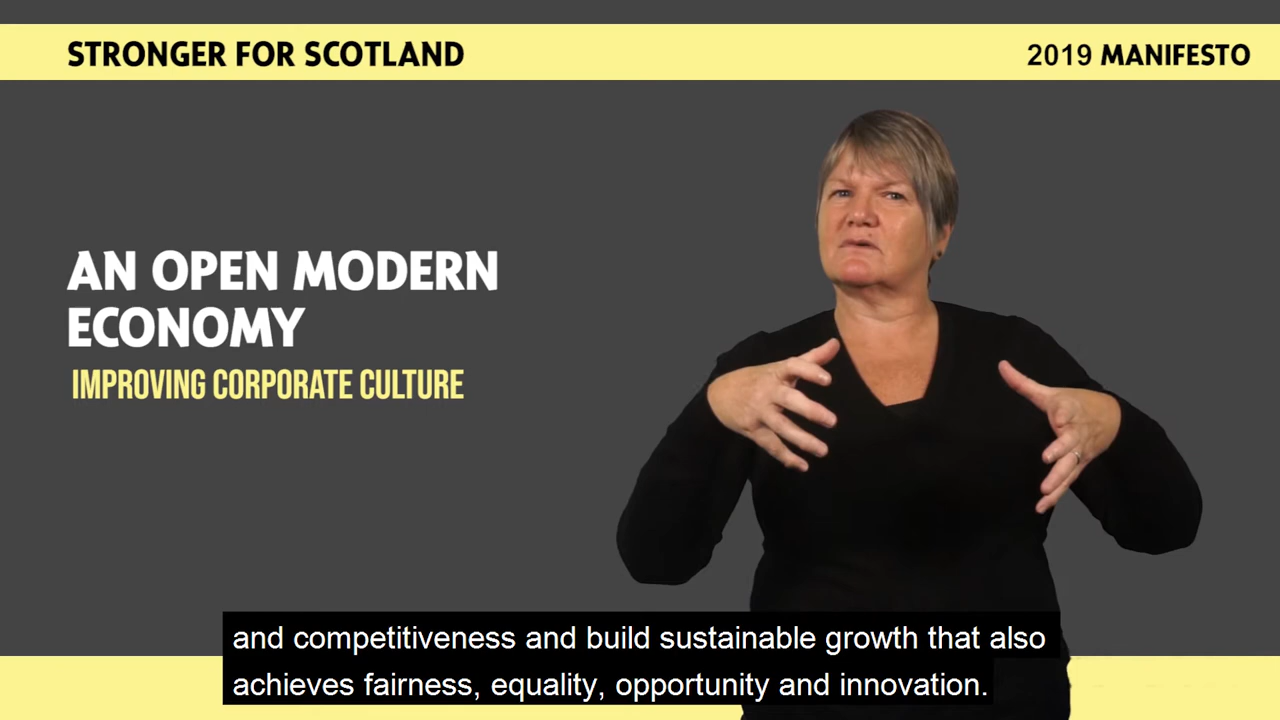 STRONGER FOR SCOTLAND
2019 MANIFESTO
AN OPEN MODERN
ECONOMY
IMPROVING CORPORATE CULTURE
and competitiveness and build sustainable growth that also
achieves fairness, equality, opportunity and innovation.